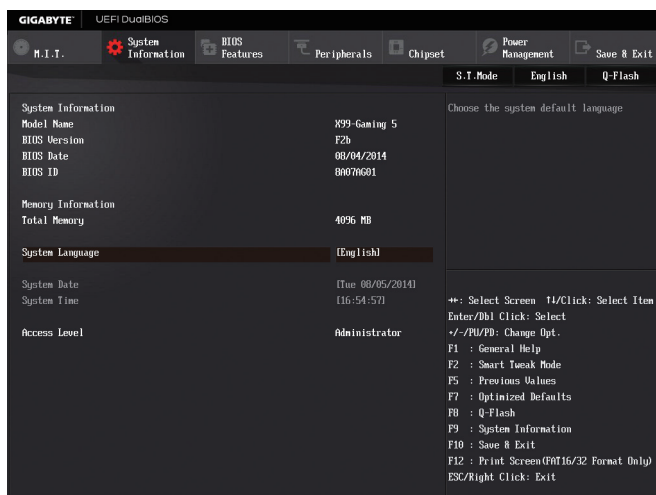 GIGABYTE™ UEFI DualBIOS
M.I.T.
System Information
BIOS Features
Peripherals
Chipset
Power Management
Save & Exit
S.T.Mode English Q-Flash
System Information
Model Name X99-Gaming 5
BIOS Version F2b
BIOS Date 08/04/2014
BIOS ID 8A07AG01
Memory Information
Total Memory 4096 MB
System Language [English]
System Date [Tue 08/05/2014]
System Time [16:54:57]
Access Level Administrator
Choose the system default language
→←: Select Screen ↑↓/Click: Select Item
Enter/Dbl Click: Select
+/-/PU/PD: Change Opt.
F1 : General Help
F2 : Smart Tweak Mode
F5 : Previous Values
F7 : Optimized Defaults
F8 : Q-Flash
F9 : System Information
F10 : Save & Exit
F12 : Print Screen(FAT16/32 Format Only)
ESC/Right Click: Exit